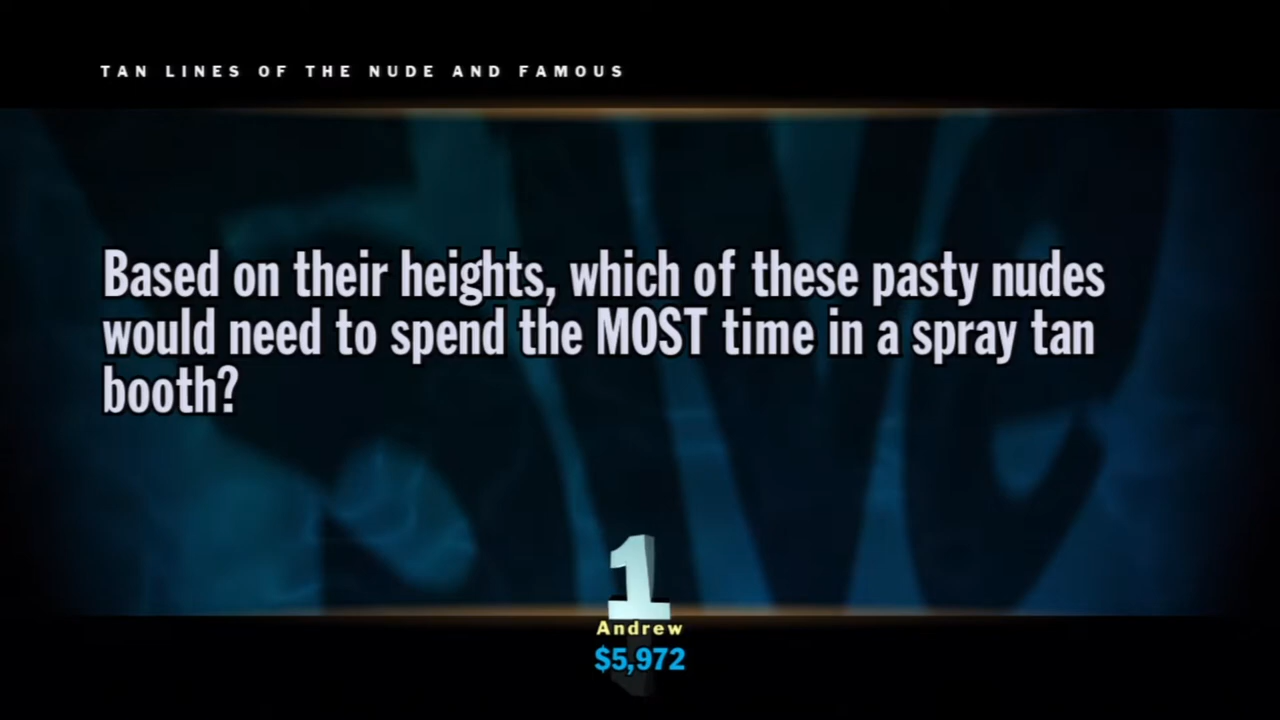 TAN LINES OF THE NUDE AND FAMOUS
Based on their heights, which of these pasty nudes
would need to spend the MOST time in a spray tan
booth?
1
Andrew
$5,972